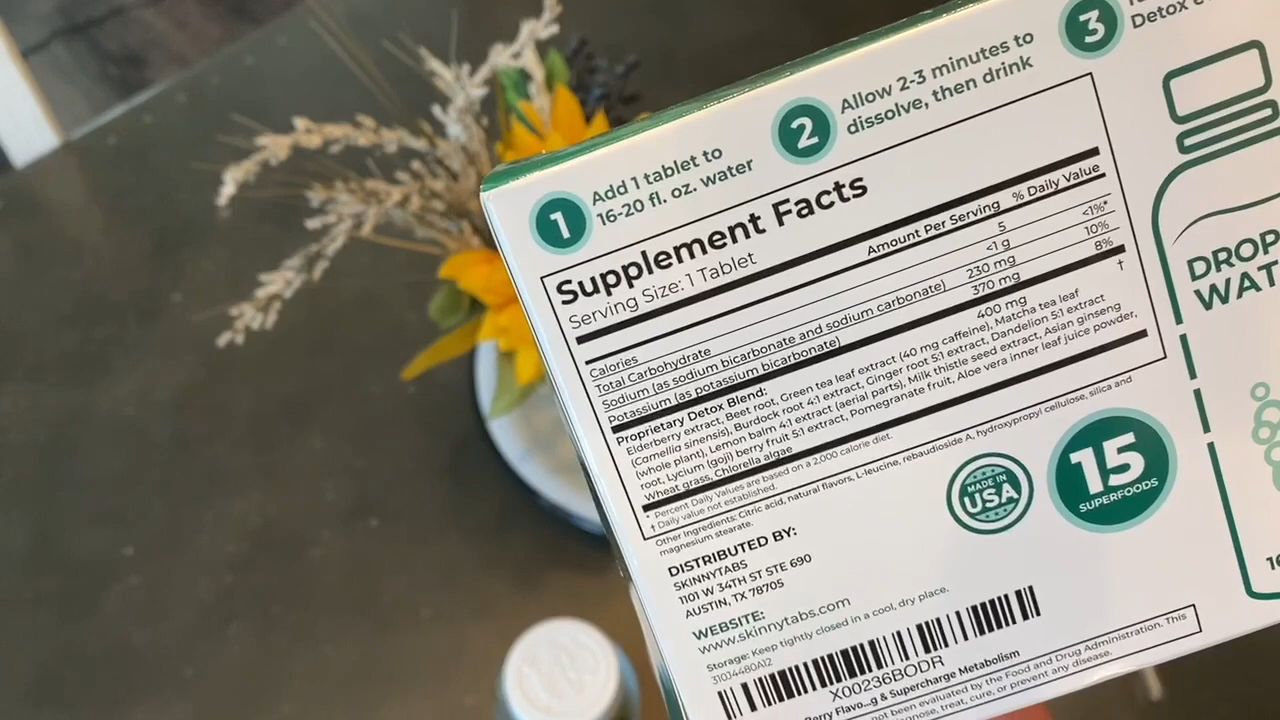 1
Add 1 tablet to
16-20 fl. oz. water
2
Allow 2-3 minutes to
dissolve, then drink
3
Detox
Supplement Facts
Serving Size: 1 Tablet
Amount Per Serving % Daily Value
Calories 5
Total Carbohydrate <1 g <1%*
Sodium (as sodium bicarbonate and sodium carbonate) 230 mg 10%
Potassium (as potassium bicarbonate) 370 mg 8%
Proprietary Detox Blend: 400 mg †
Elderberry extract, Beet root, Green tea leaf extract (40 mg caffeine), Matcha tea leaf
(Camellia sinensis), Burdock root 4:1 extract, Ginger root 5:1 extract, Dandelion 5:1 extract
(whole plant), Lemon balm 4:1 extract (aerial parts), Milk thistle seed extract, Asian ginseng
root, Lycium (goji) berry fruit 5:1 extract, Pomegranate fruit, Aloe vera inner leaf juice powder,
Wheat grass, Chlorella algae
* Percent Daily Values are based on a 2,000 calorie diet.
† Daily value not established.
Other Ingredients: Citric acid, natural flavors, L-leucine, rebaudioside A, hydroxypropyl cellulose, silica and
magnesium stearate.
MADE IN
USA
15
SUPERFOODS
DISTRIBUTED BY:
SKINNYTABS
1101 W 34TH ST STE 690
AUSTIN, TX 78705
WEBSITE:
www.skinnytabs.com
Storage: Keep tightly closed in a cool, dry place.
310J4480A12
X00236BODR
Berry Flavo...g & Supercharge Metabolism
not been evaluated by the Food and Drug Administration. This
treat, cure, or prevent any disease.
DROP
WAT